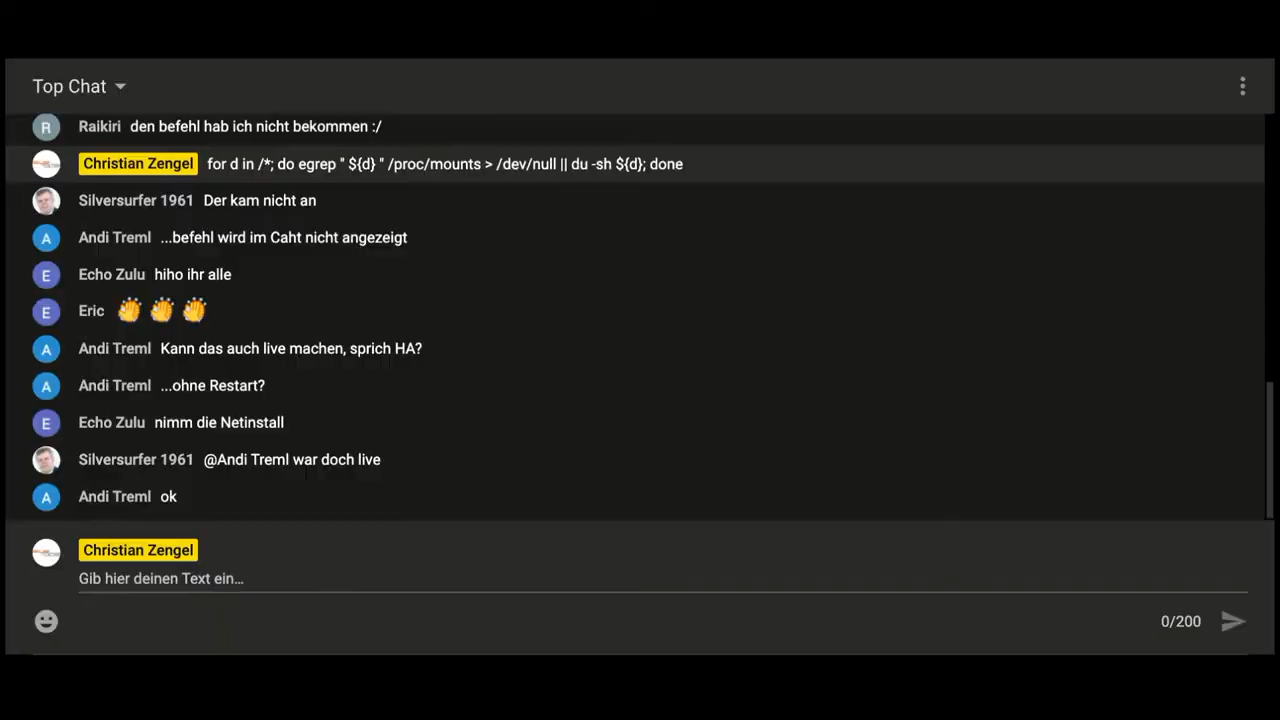 Top Chat
R Raikiri den befehl hab ich nicht bekommen :/
Christian Zengel for d in /*; do egrep " ${d} " /proc/mounts > /dev/null || du -sh ${d}; done
Silversurfer 1961 Der kam nicht an
A Andi Treml ...befehl wird im Caht nicht angezeigt
E Echo Zulu hiho ihr alle
E Eric 👏 👏 👏
A Andi Treml Kann das auch live machen, sprich HA?
A Andi Treml ...ohne Restart?
E Echo Zulu nimm die Netinstall
Silversurfer 1961 @Andi Treml war doch live
A Andi Treml ok
Christian Zengel
Gib hier deinen Text ein...
0/200